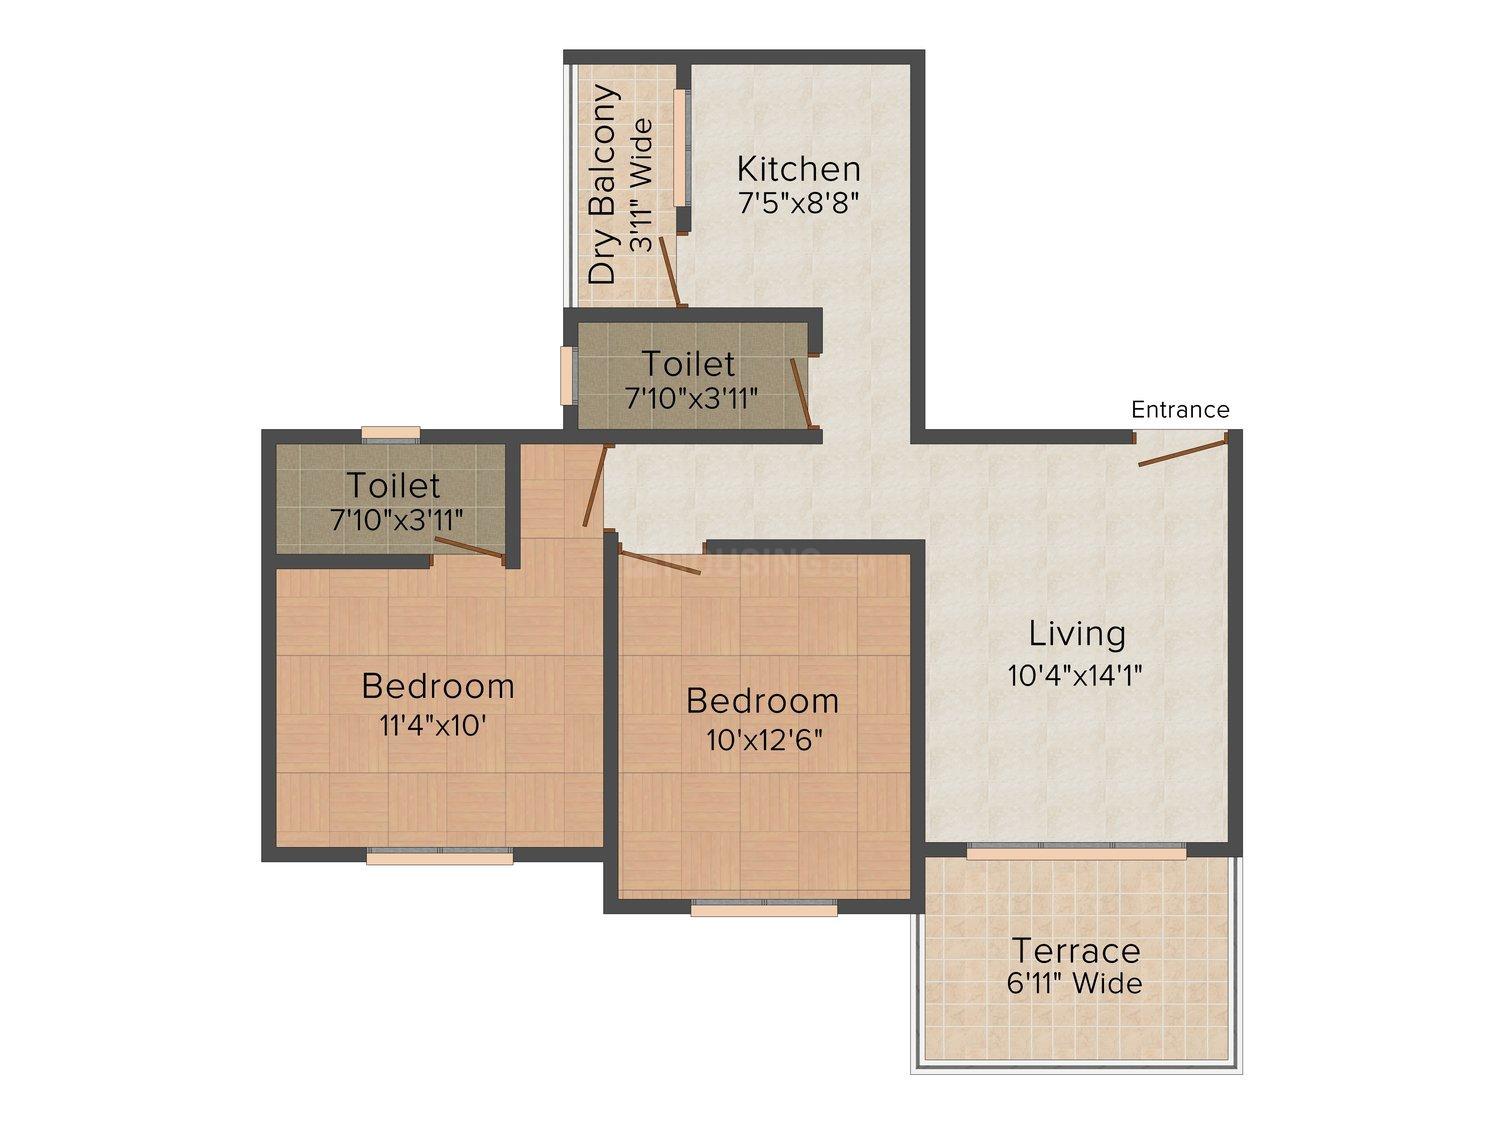 Dry Balcony
3'11" Wide
Kitchen
7'5"x8'8"
Toilet
7'10"x3'11"
Entrance
Toilet
7'10"x3'11"
HOUSING.COM
Living
10'4"x14'1"
Bedroom
11'4"x10'
Bedroom
10'x12'6"
Terrace
6'11" Wide